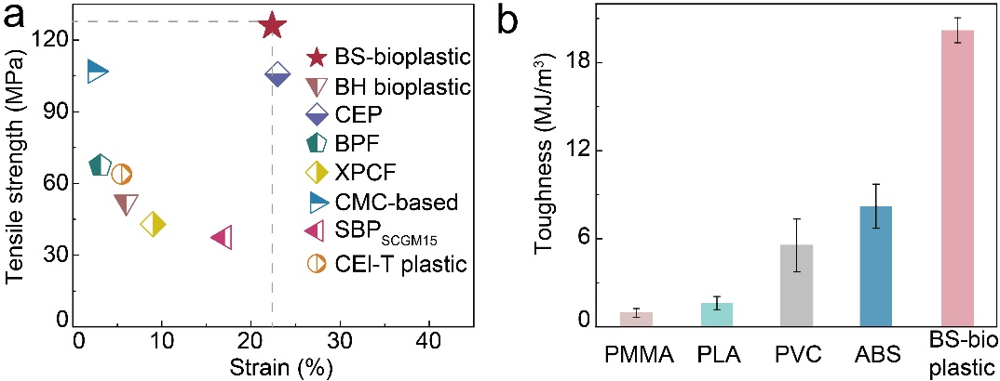 a
Tensile strength (MPa)
120
90
60
30
0
0
10
20
30
40
Strain (%)
BS-bioplastic
BH bioplastic
CEP
BPF
XPCF
CMC-based
SBPSCGM15
CEl-T plastic
b
Toughness (MJ/m³)
18
12
6
0
PMMA
PLA
PVC
ABS
BS-bio
plastic